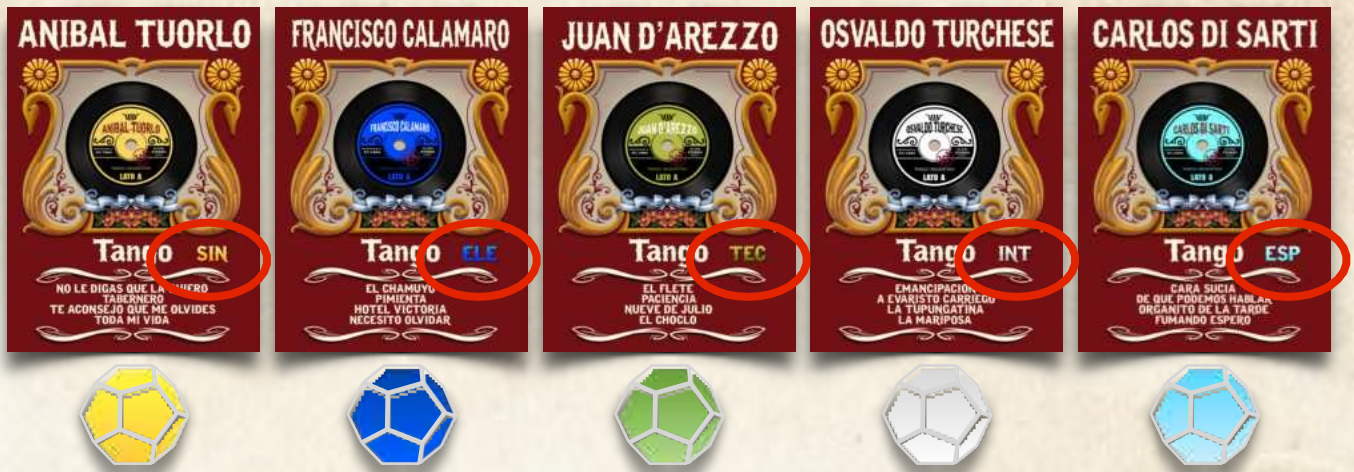 ANIBAL TUORLO
ANIBAL TUORLO
LATO A
Tango SIN
NO LE DIGAS QUE LA QUIERO
TABERNERO
TE ACONSEJO QUE ME OLVIDES
TODA MI VIDA
FRANCISCO CALAMARO
FRANCISCO CALAMARO
LATO A
Tango ELE
EL CHAMUYO
PIMIENTA
HOTEL VICTORIA
NECESITO OLVIDAR
JUAN D'AREZZO
JUAN D'AREZZO
LATO A
Tango TEC
EL FLETE
PACIENCIA
NUEVE DE JULIO
EL CHOCLO
OSVALDO TURCHESE
OSVALDO TURCHESE
LATO A
Tango INT
EMANCIPACION
A EVARISTO CARRIEGO
LA TUPUNGATINA
LA MARIPOSA
CARLOS DI SARTI
CARLOS DI SARTI
LATO A
Tango ESP
CARA SUCIA
DE QUE PODEMOS HABLAR
ORGANITO DE LA TARDE
FUMANDO ESPERO